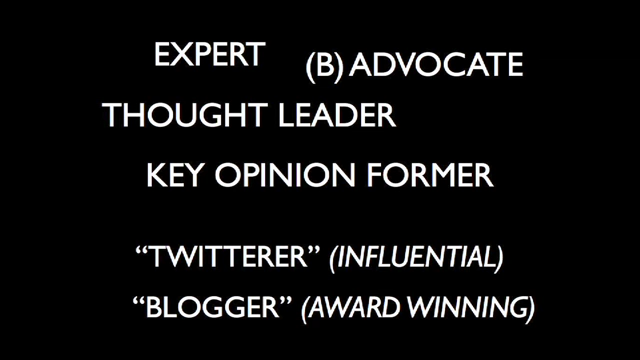 EXPERT
(B) ADVOCATE
THOUGHT LEADER
KEY OPINION FORMER
“TWITTERER” (INFLUENTIAL)
“BLOGGER” (AWARD WINNING)